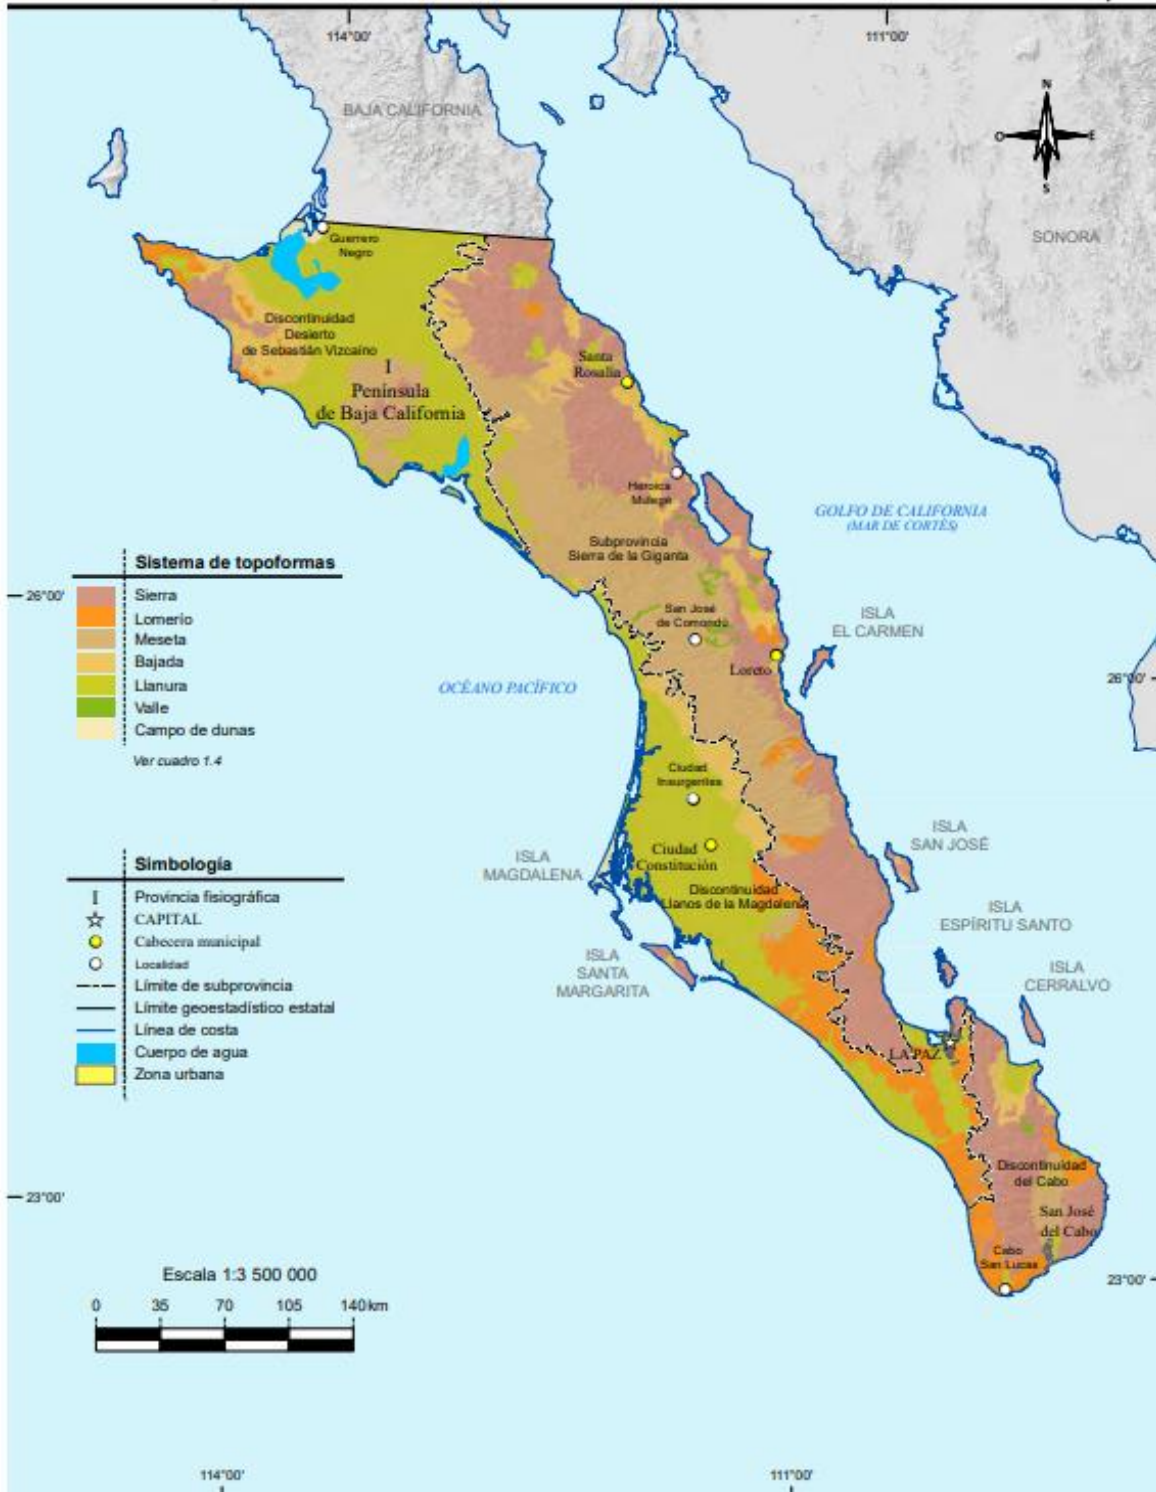 114°00'
111°00'
BAJA CALIFORNIA
N
O
E
S
SONORA
Guerrero
Negro
Discontinuidad
Desierto
de Sebastián Vizcaíno
I
Península
de Baja California
Santa
Rosalía
Heroica
Mulegé
GOLFO DE CALIFORNIA
(MAR DE CORTÉS)
Subprovincia
Sierra de la Giganta
26°00'
San José
de Comondú
ISLA
EL CARMEN
Loreto
26°00'
OCÉANO PACÍFICO
Sistema de topoformas
Sierra
Lomerío
Meseta
Bajada
Llanura
Valle
Campo de dunas
Ver cuadro 1.4
Ciudad
Insurgentes
Ciudad
Constitución
ISLA
MAGDALENA
Discontinuidad
Llanos de la Magdalena
ISLA
SAN JOSÉ
ISLA
ESPÍRITU SANTO
ISLA
SANTA
MARGARITA
ISLA
CERRALVO
Simbología
I Provincia fisiográfica
CAPITAL
Cabecera municipal
Localidad
Límite de subprovincia
Límite geoestadístico estatal
Línea de costa
Cuerpo de agua
Zona urbana
LA PAZ
Discontinuidad
del Cabo
San José
del Cabo
Cabo
San Lucas
23°00'
23°00'
Escala 1:3 500 000
0 35 70 105 140 km
114°00'
111°00'